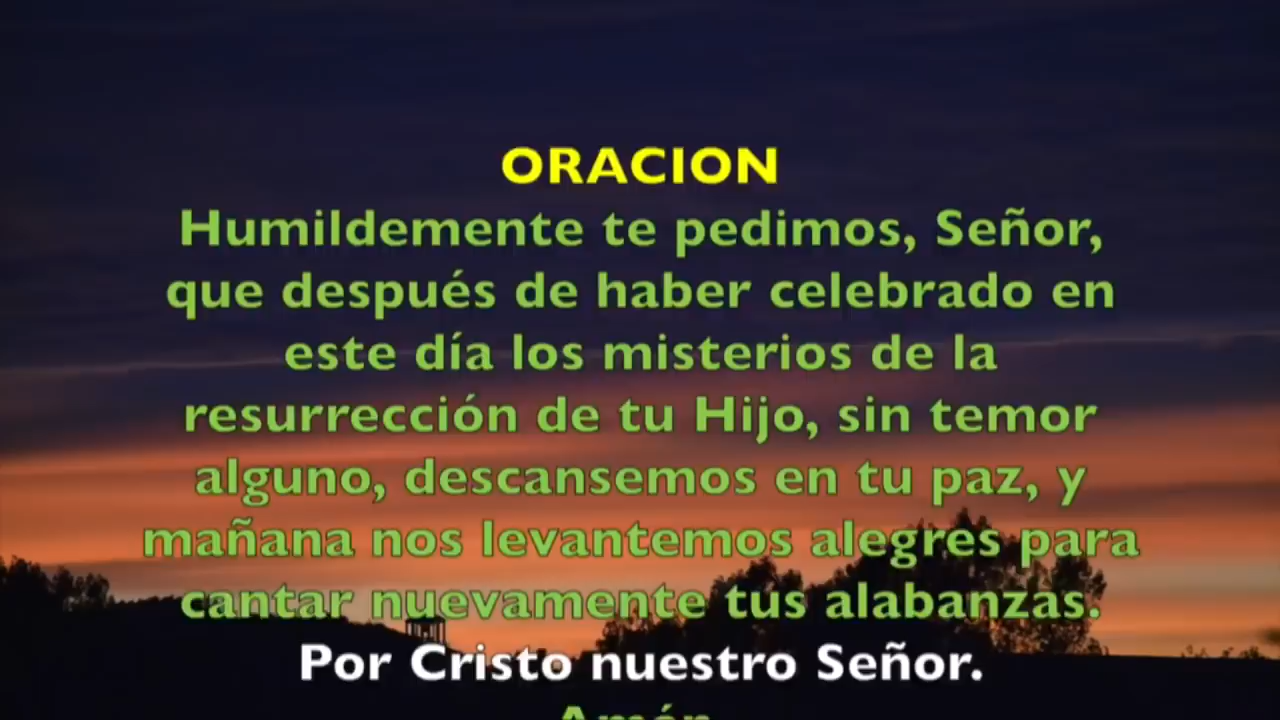 ORACION
Humildemente te pedimos, Señor,
que después de haber celebrado en
este día los misterios de la
resurrección de tu Hijo, sin temor
alguno, descansemos en tu paz, y
mañana nos levantemos alegres para
cantar nuevamente tus alabanzas.
Por Cristo nuestro Señor.
Amén